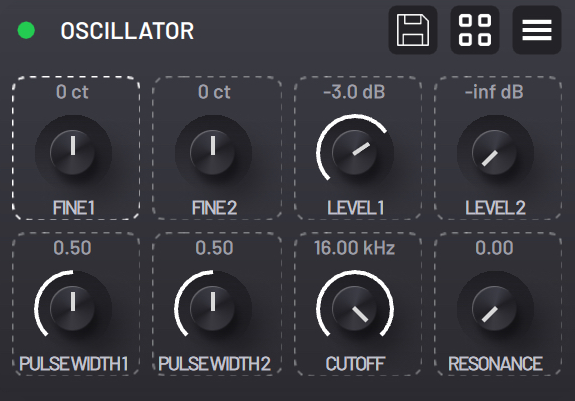 OSCILLATOR
0 ct 0 ct -3.0 dB -inf dB
FINE1 FINE2 LEVEL1 LEVEL2
0.50 0.50 16.00 kHz 0.00
PULSE WIDTH1 PULSE WIDTH2 CUTOFF RESONANCE